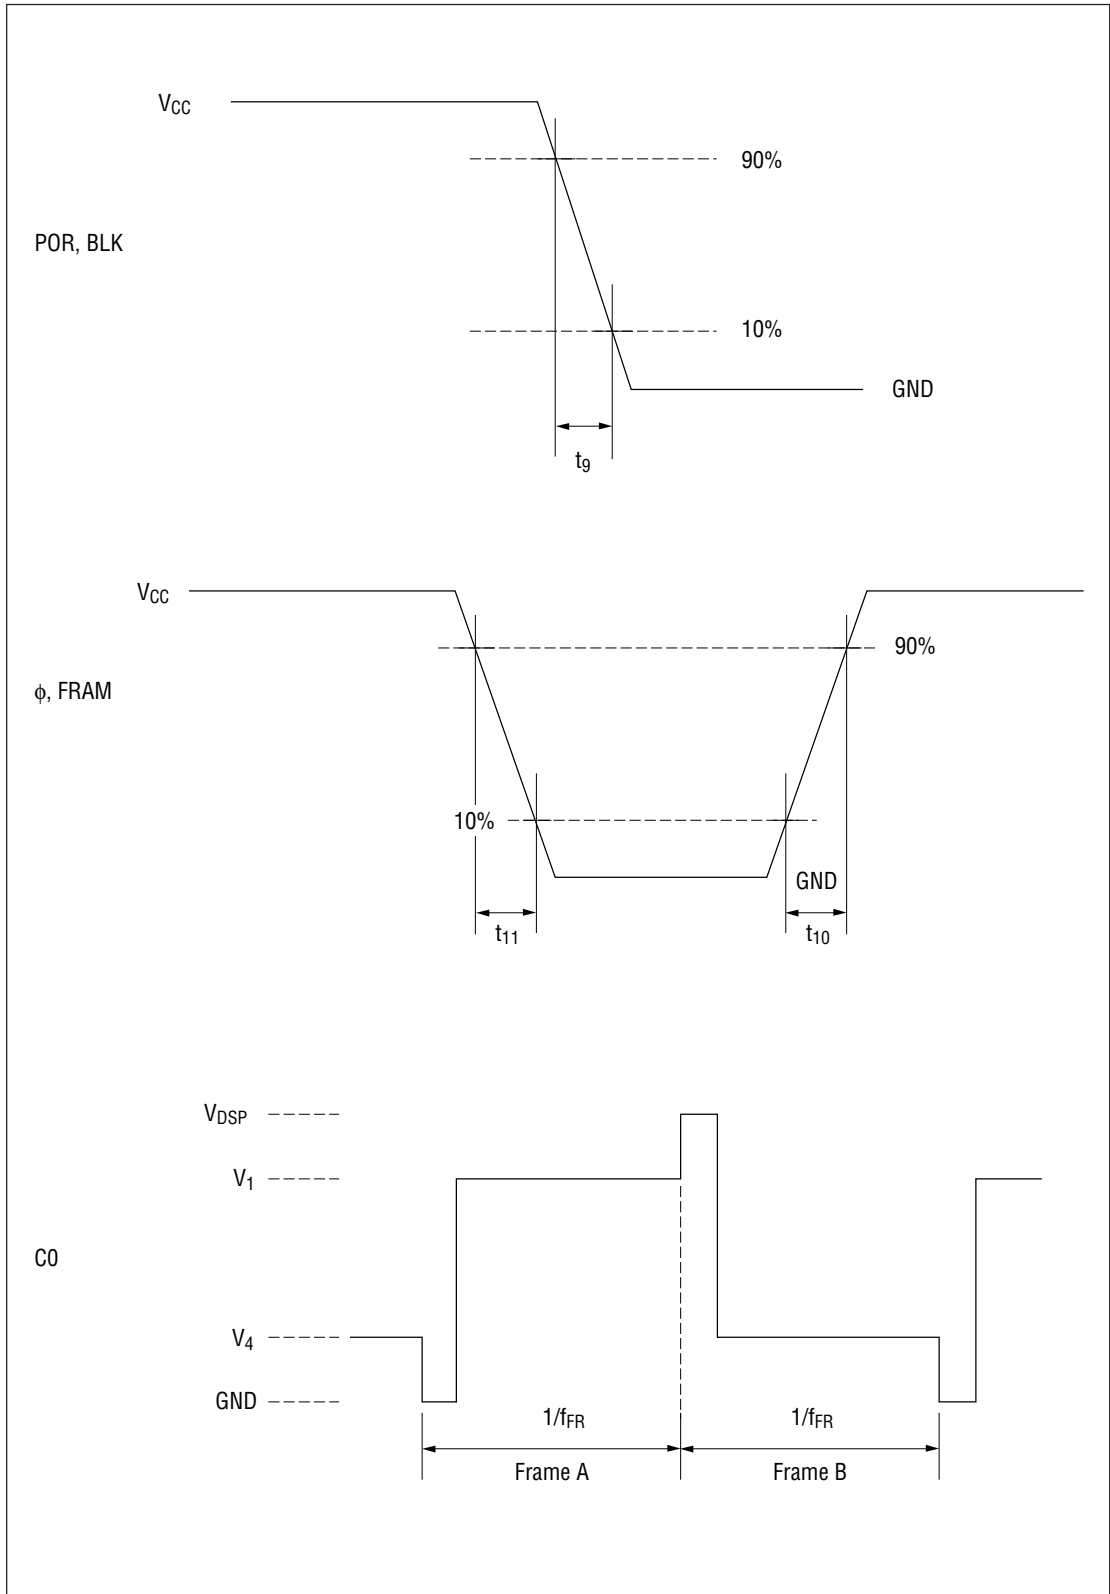 VCC
90%
POR, BLK
10%
GND
t9
VCC
90%
ϕ, FRAM
10%
GND
t11
t10
VDSP
V1
C0
V4
GND
1/fFR
1/fFR
Frame A
Frame B